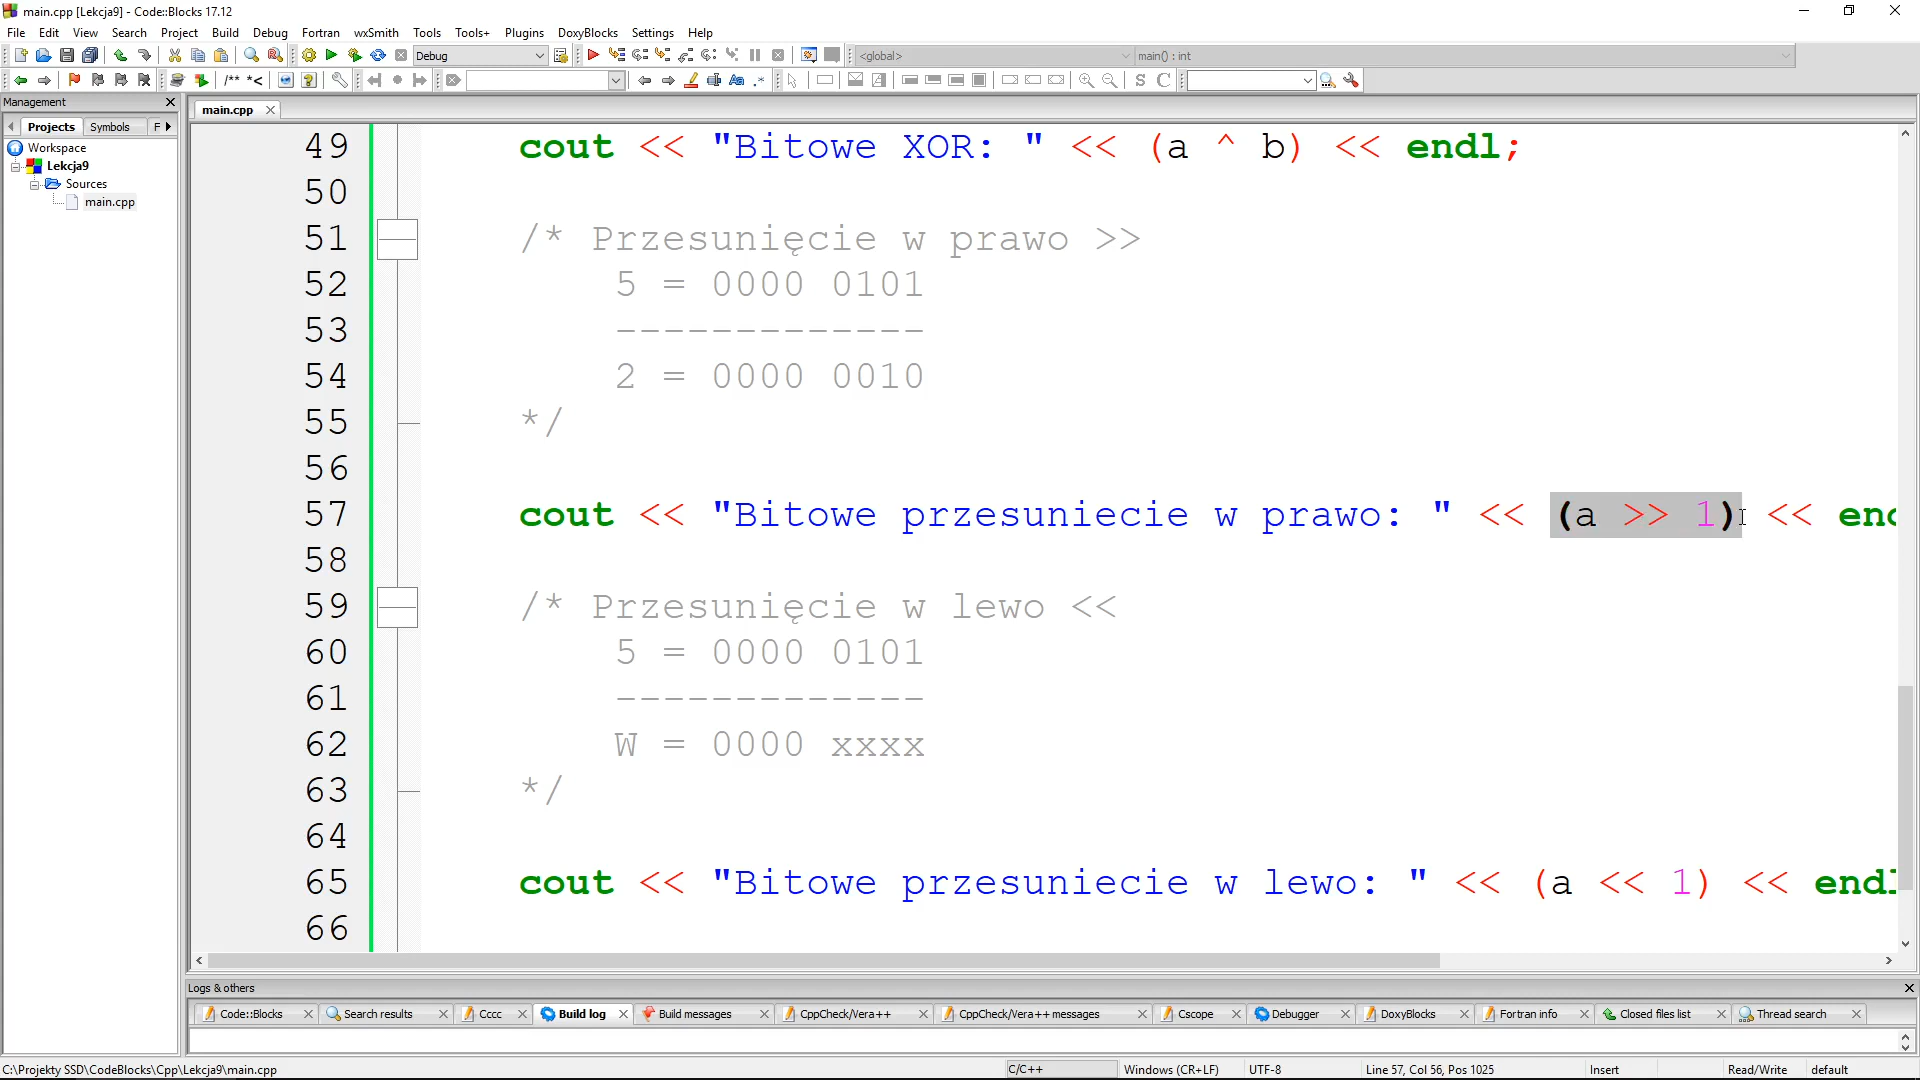 main.cpp [Lekcja9] - Code::Blocks 17.12
File Edit View Search Project Build Debug Fortran wxSmith Tools Tools+ Plugins DoxyBlocks Settings Help
Debug <global> main() : int
/** *< Aa .* S C
Management
Projects Symbols F
main.cpp
Workspace
Lekcja9
Sources
main.cpp
49 cout << "Bitowe XOR: " << (a ^ b) << endl;
50
51 /* Przesunięcie w prawo >>
52 5 = 0000 0101
53 -------------
54 2 = 0000 0010
55 */
56
57 cout << "Bitowe przesuniecie w prawo: " << (a >> 1) << end
58
59 /* Przesunięcie w lewo <<
60 5 = 0000 0101
61 -------------
62 W = 0000 xxxx
63 */
64
65 cout << "Bitowe przesuniecie w lewo: " << (a << 1) << endl
66
Logs & others
Code::Blocks Search results Cccc Build log Build messages CppCheck/Vera++ CppCheck/Vera++ messages Cscope Debugger DoxyBlocks Fortran info Closed files list Thread search
C:\Projekty SSD\CodeBlocks\Cpp\Lekcja9\main.cpp C/C++ Windows (CR+LF) UTF-8 Line 57, Col 56, Pos 1025 Insert Read/Write default